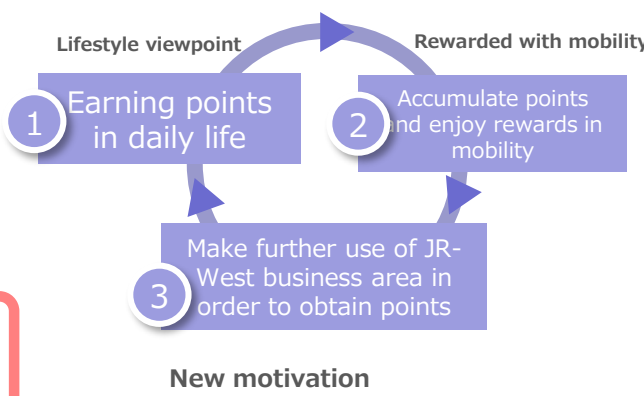 Lifestyle viewpoint
Rewarded with mobility
1
Earning points
in daily life
2
Accumulate points
and enjoy rewards in
mobility
3
Make further use of JR-
West business area in
order to obtain points
New motivation